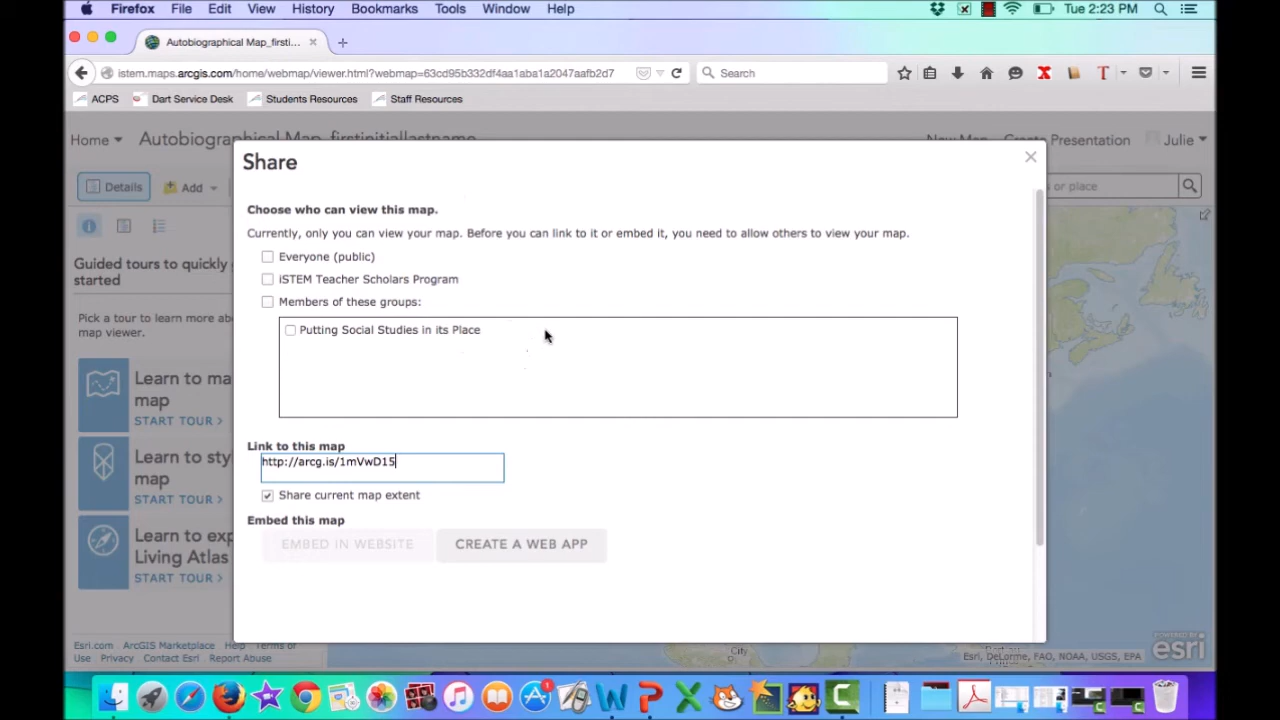 Firefox File Edit View History Bookmarks Tools Window Help Tue 2:23 PM
Autobiographical Map_firsti...
istem.maps.arcgis.com/home/webmap/viewer.html?webmap=63cd95b332df4aa1aba1a2047aafb2d7 Search
ACPS Dart Service Desk Students Resources Staff Resources
Home Autobiographical Map_firstinitiallastname New Map Create Presentation Julie
Share
Details Add s or place
Choose who can view this map.
Currently, only you can view your map. Before you can link to it or embed it, you need to allow others to view your map.
Everyone (public)
Guided tours to quickly
started
iSTEM Teacher Scholars Program
Members of these groups:
Pick a tour to learn more abo
map viewer.
Putting Social Studies in its Place
Learn to ma
map
START TOUR >
Link to this map
http://arcg.is/1mVwD15
Learn to sty
map
START TOUR >
Share current map extent
Embed this map
EMBED IN WEBSITE CREATE A WEB APP
Learn to exp
Living Atlas
START TOUR >
Esri.com ArcGIS Marketplace Help Terms of
Use Privacy Contact Esri Report Abuse
City
POWERED BY
esri
Esri, DeLorme, FAO, NOAA, USGS, EPA